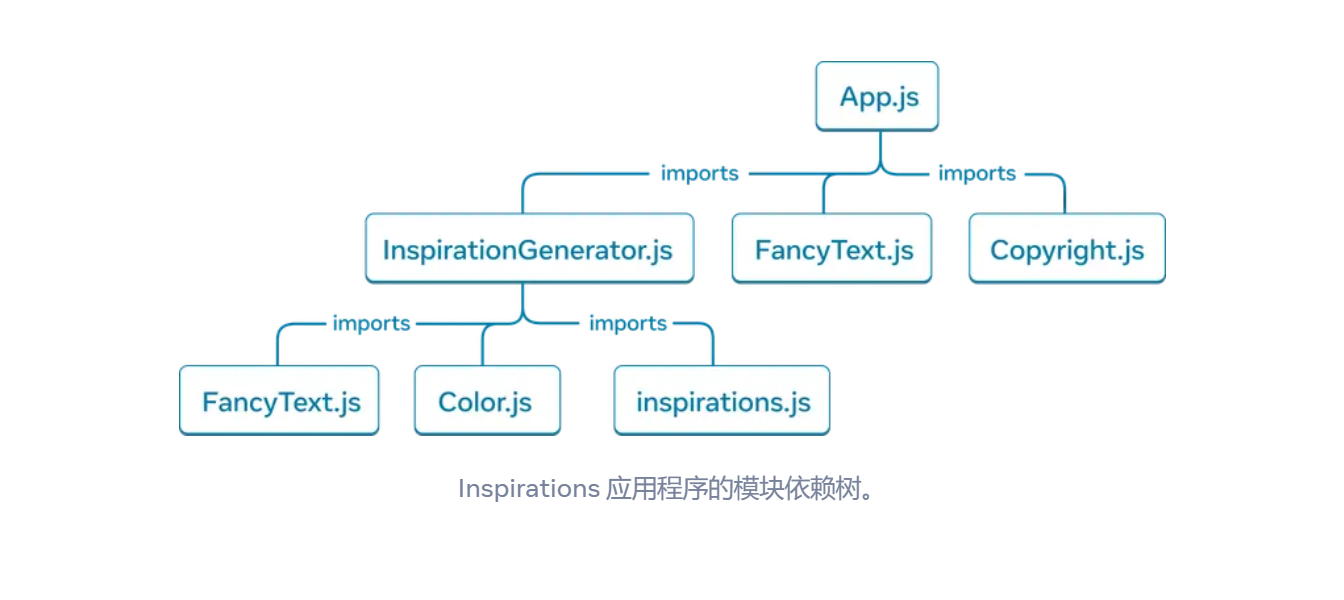 App.js
imports
imports
InspirationGenerator.js
FancyText.js
Copyright.js
imports
imports
FancyText.js
Color.js
inspirations.js
Inspirations 应用程序的模块依赖树。